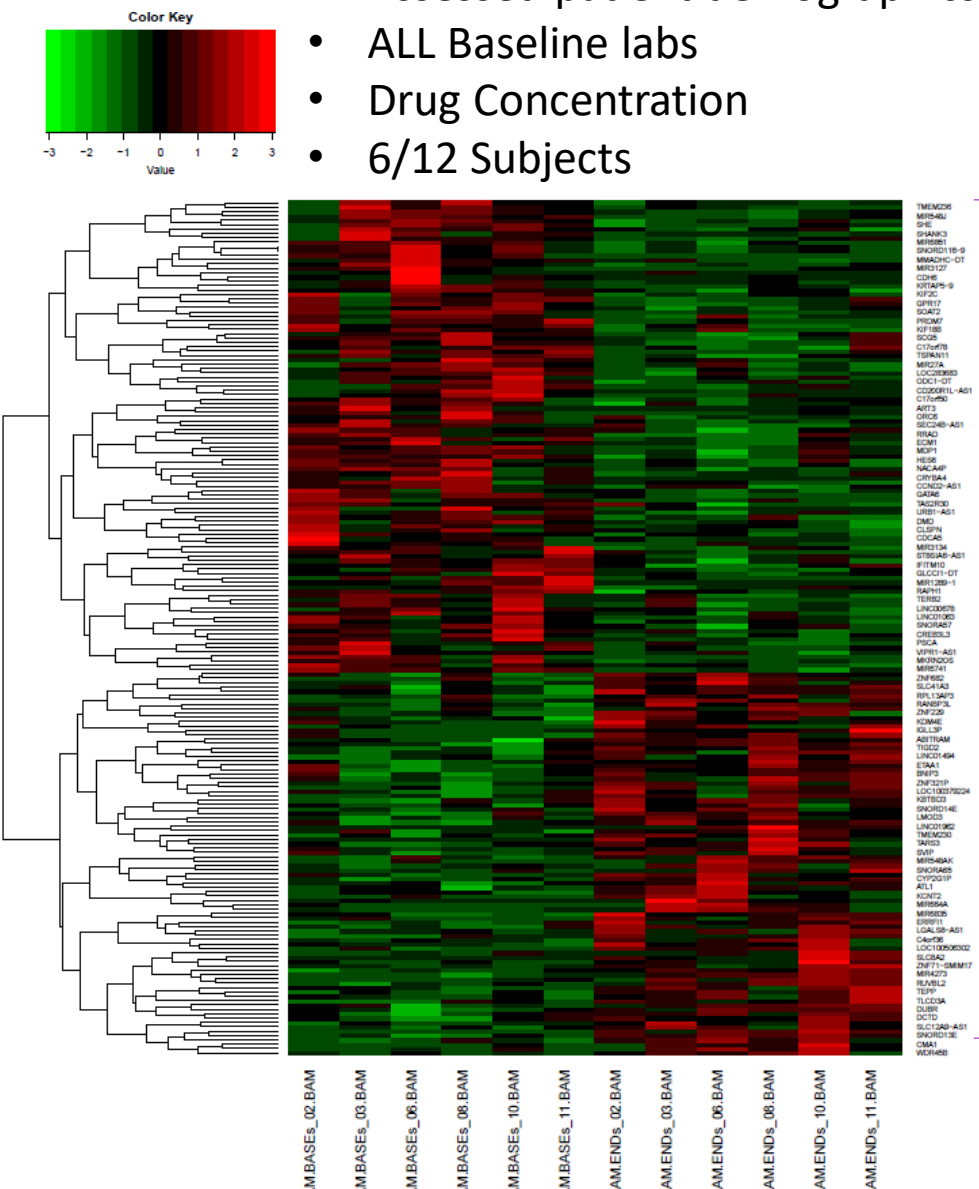 Color Key
-3 -2 -1 0 1 2 3
Value
• ALL Baseline labs
• Drug Concentration
• 6/12 Subjects
TMEM236
MIR548J
SHE
SHANK3
MIR6851
SNORD116-9
MMADHC-DT
MIR3127
CDH6
KRTAP5-9
KIF2C
GPR17
SOAT2
PRDM7
KIF18B
SCG5
C17orf78
TSPAN11
MIR27A
LOC283683
ODC1-DT
CD200R1L-AS1
C17orf50
ART3
ORC6
SEC24B-AS1
RRAD
ECM1
MDP1
HES6
NACA4P
CRYBA4
CCND2-AS1
GATA6
TAS2R30
URB1-AS1
DMD
CLSPN
CDCA5
MIR3134
ST8SIA6-AS1
IFITM10
GLCCI1-DT
MIR1289-1
RAPH1
TERB2
LINC00678
LINC01063
SNORA57
CREB3L3
PSCA
VIPR1-AS1
MKRN2OS
MIR6741
ZNF682
SLC41A3
RPL13AP3
RANBP3L
ZNF229
KDM4E
IGLL3P
ABITRAM
TIGD2
LINC01494
ETAA1
BNIP3
ZNF321P
LOC100379224
KBTBD3
SNORD14E
LMOD3
LINC01962
TMEM230
TARS3
SVIP
MIR548AK
SNORA65
CYP2G1P
ATL1
KCNT2
MIR664A
MIR6835
ERRFI1
LGALS8-AS1
C4orf36
LOC100506302
SLC8A2
ZNF71-SMIM17
MIR4273
RUVBL2
TEPP
TLCD3A
DUBR
DCTD
SLC12A9-AS1
SNORD13E
CMA1
WDR45B
M.BASEs_02.BAM
M.BASEs_03.BAM
M.BASEs_06.BAM
M.BASEs_08.BAM
M.BASEs_10.BAM
M.BASEs_11.BAM
AM.ENDs_02.BAM
AM.ENDs_03.BAM
AM.ENDs_06.BAM
AM.ENDs_08.BAM
AM.ENDs_10.BAM
AM.ENDs_11.BAM